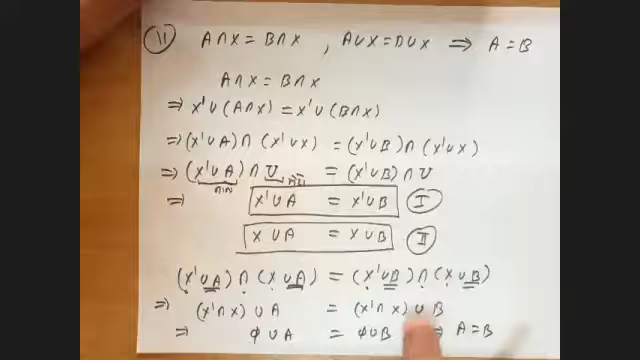 11 A∩X = B∩X , A∪X = B∪X ⇒ A = B
A∩X = B∩X
⇒ X' ∪ (A∩X) = X' ∪ (B∩X)
⇒ (X' ∪ A) ∩ (X' ∪ X) = (X' ∪ B) ∩ (X' ∪ X)
⇒ (X' ∪ A) ∩ U = (X' ∪ B) ∩ U
⇒ X' ∪ A = X' ∪ B I
X ∪ A = X ∪ B II
(X' ∪ A) ∩ (X ∪ A) = (X' ∪ B) ∩ (X ∪ B)
⇒ (X' ∩ X) ∪ A = (X' ∩ X) ∪ B
⇒ φ ∪ A = φ ∪ B ⇒ A = B